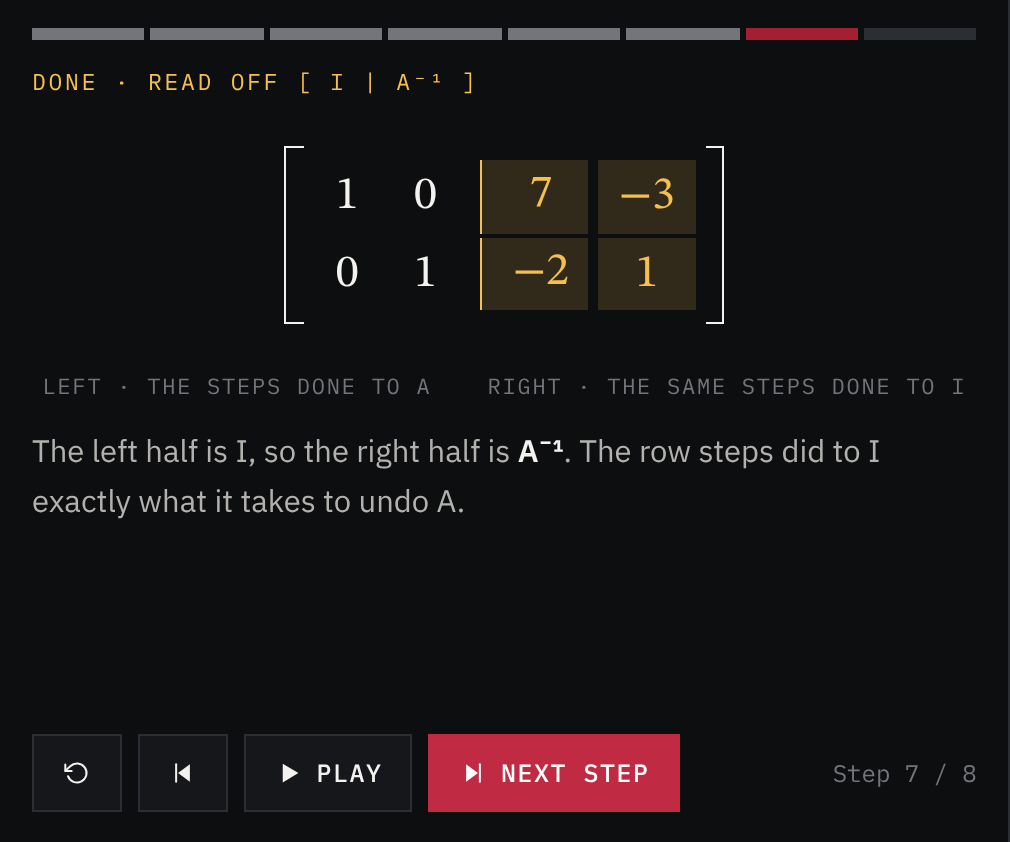 DONE · READ OFF [ I | A⁻¹ ]
1 0 7 −3
0 1 −2 1
LEFT · THE STEPS DONE TO A RIGHT · THE SAME STEPS DONE TO I
The left half is I, so the right half is A⁻¹. The row steps did to I
exactly what it takes to undo A.
PLAY NEXT STEP Step 7 / 8